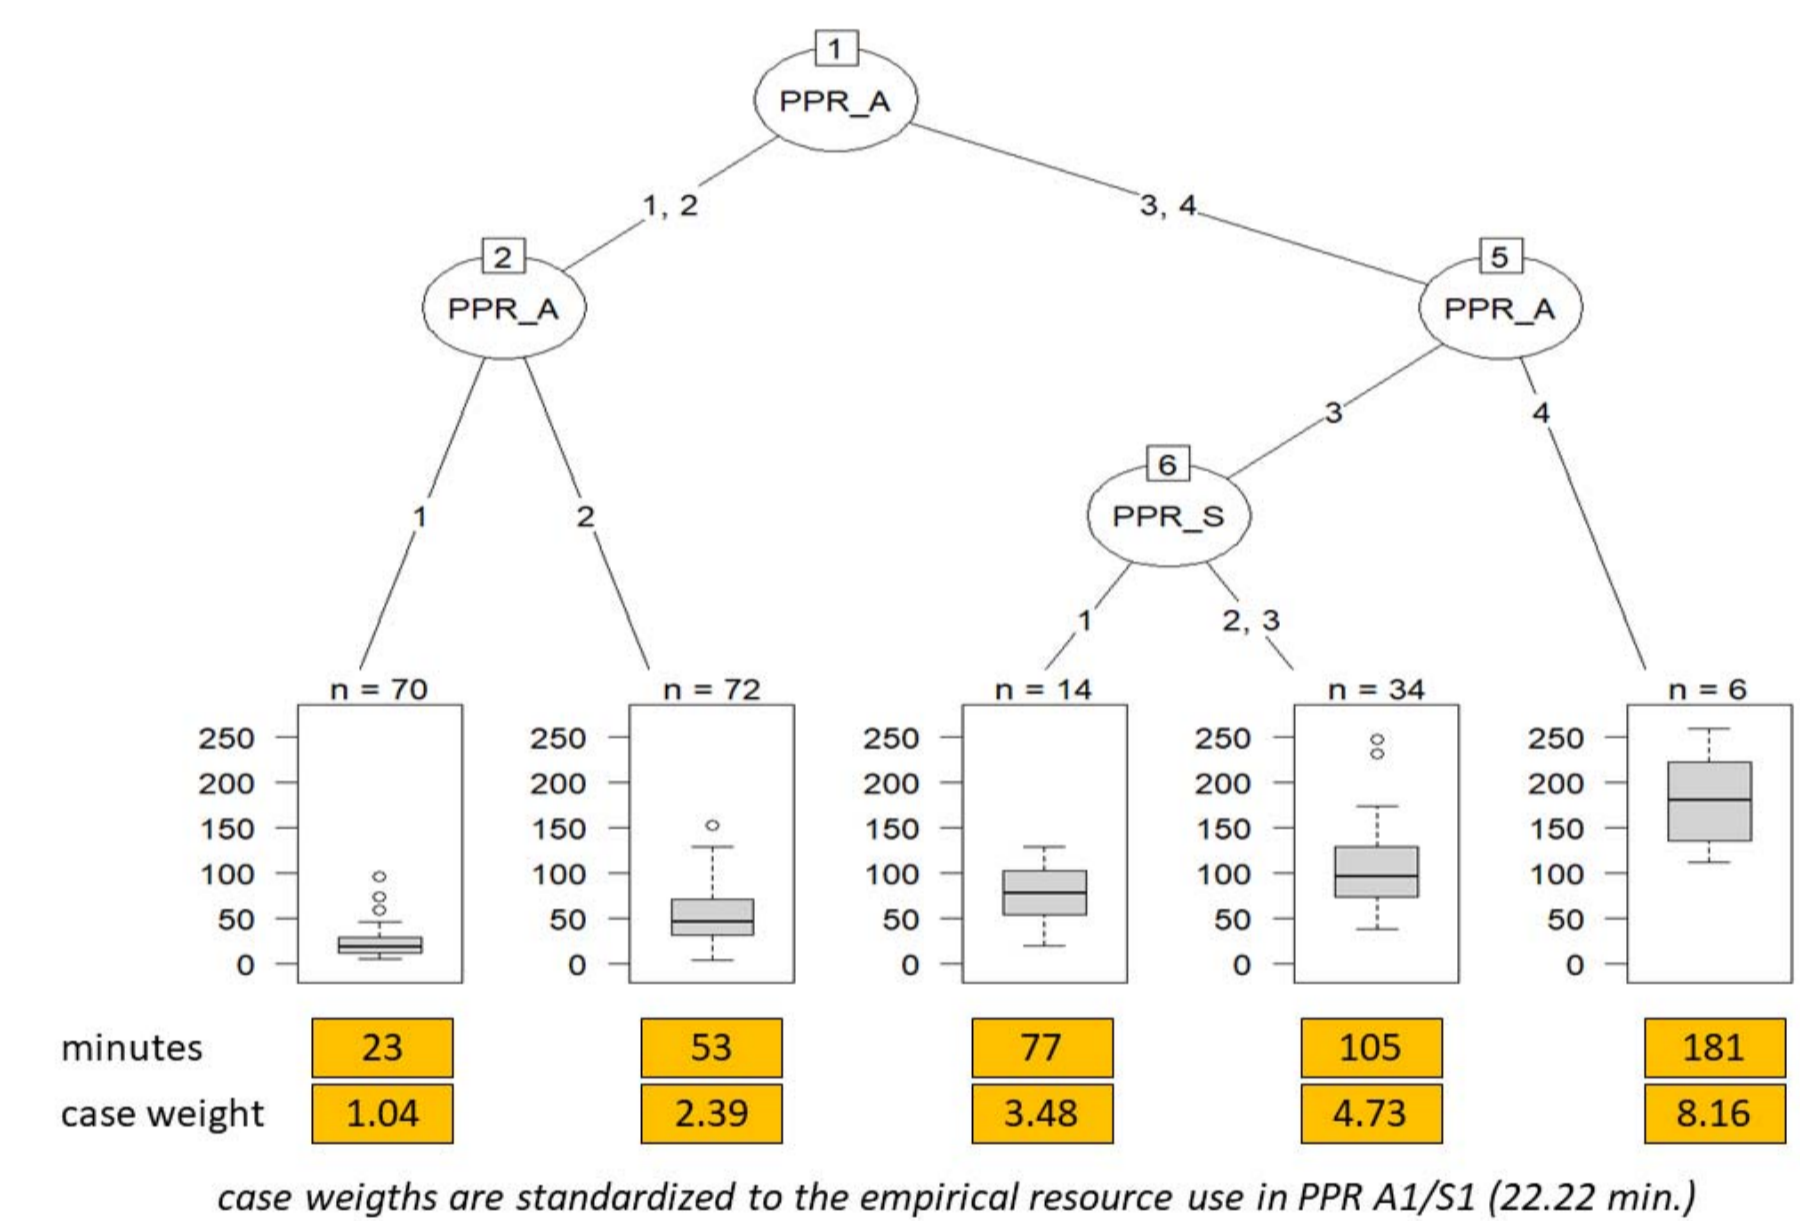 1
PPR_A
1, 2
3, 4
2
PPR_A
5
PPR_A
3
4
6
PPR_S
1
2
1
2, 3
n = 70
n = 72
n = 14
n = 34
n = 6
250 250 250 250 250
200 200 200 200 200
150 150 150 150 150
100 100 100 100 100
50 50 50 50 50
0 0 0 0 0
minutes 23 53 77 105 181
case weight 1.04 2.39 3.48 4.73 8.16
case weigths are standardized to the empirical resource use in PPR A1/S1 (22.22 min.)